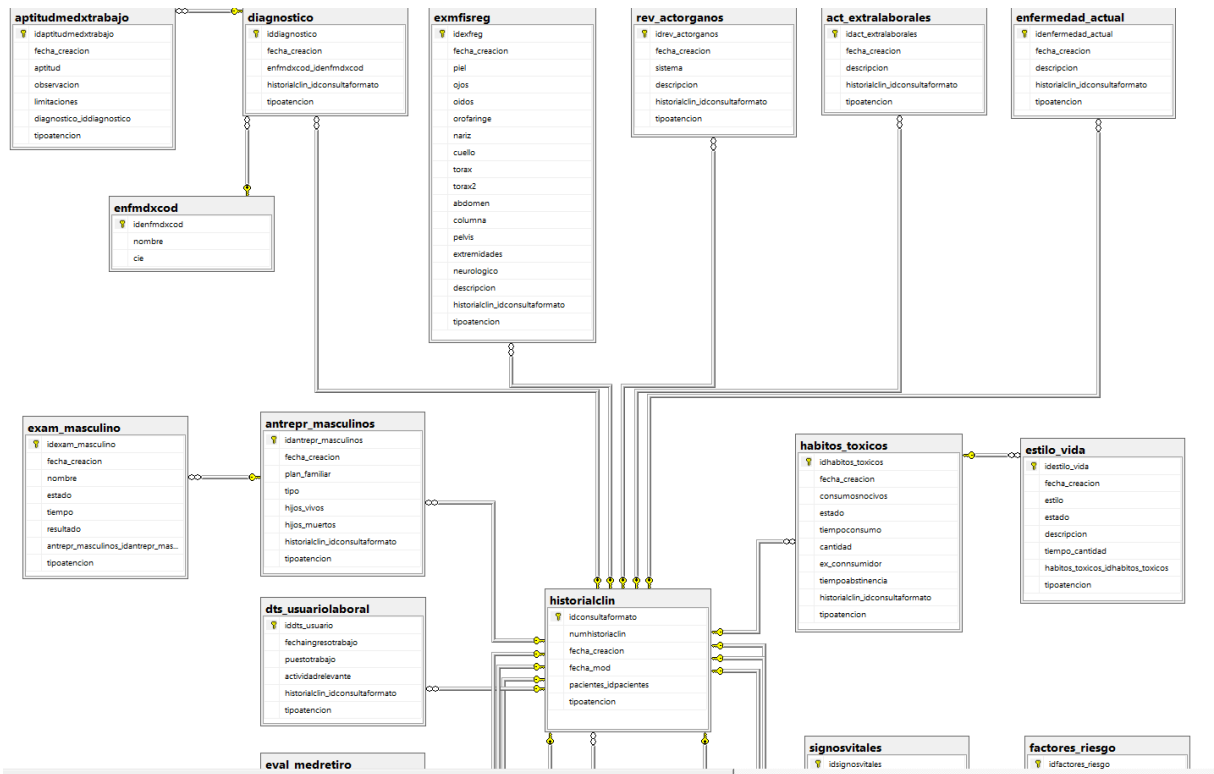 aptitudmedxtrabajo
idaptitudmedxtrabajo
fecha_creacion
aptitud
observacion
limitaciones
diagnostico_iddiagnostico
tipoatencion
diagnostico
iddiagnostico
fecha_creacion
enfmdxcod_idenfmdxcod
historialclin_idconsultaformato
tipoatencion
exmfisreg
idexfreg
fecha_creacion
piel
ojos
oidos
orofaringe
nariz
cuello
torax
torax2
abdomen
columna
pelvis
extremidades
neurologico
descripcion
historialclin_idconsultaformato
tipoatencion
rev_actorganos
idrev_actorganos
fecha_creacion
sistema
descripcion
historialclin_idconsultaformato
tipoatencion
act_extralaborales
idact_extralaborales
fecha_creacion
descripcion
historialclin_idconsultaformato
tipoatencion
enfermedad_actual
idenfermedad_actual
fecha_creacion
descripcion
historialclin_idconsultaformato
tipoatencion
enfmdxcod
idenfmdxcod
nombre
cie
exam_masculino
idexam_masculino
fecha_creacion
nombre
estado
tiempo
resultado
antrepr_masculinos_idantrepr_mas...
tipoatencion
antrepr_masculinos
idantrepr_masculinos
fecha_creacion
plan_familiar
tipo
hijos_vivos
hijos_muertos
historialclin_idconsultaformato
tipoatencion
habitos_toxicos
idhabitos_toxicos
fecha_creacion
consumosnocivos
estado
tiempoconsumo
cantidad
ex_connsumidor
tiempoabstinencia
historialclin_idconsultaformato
tipoatencion
estilo_vida
idestilo_vida
fecha_creacion
estilo
estado
descripcion
tiempo_cantidad
habitos_toxicos_idhabitos_toxicos
tipoatencion
dts_usuariolaboral
iddts_usuario
fechaingresotrabajo
puestotrabajo
actividadrelevante
historialclin_idconsultaformato
tipoatencion
historialclin
idconsultaformato
numhistoriaclin
fecha_creacion
fecha_mod
pacientes_idpacientes
tipoatencion
eval_medretiro
signosvitales
idsignosvitales
factores_riesgo
idfactores_riesgo